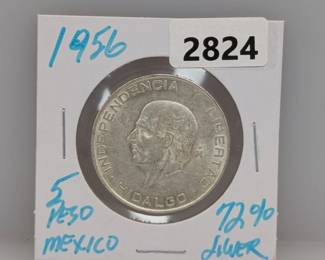 1956
2824
INDEPENDENCIA Y LIBERTAD
HIDALGO
5
PESO
MEXICO
72%
SILVER